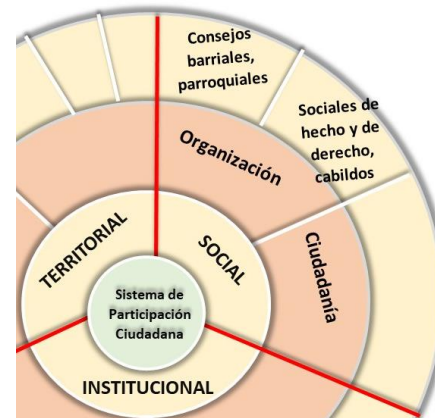 Consejos
barriales,
parroquiales
Sociales de
hecho y de
derecho,
cabildos
Organización
Ciudadanía
TERRITORIAL
SOCIAL
Sistema de
Participación
Ciudadana
INSTITUCIONAL